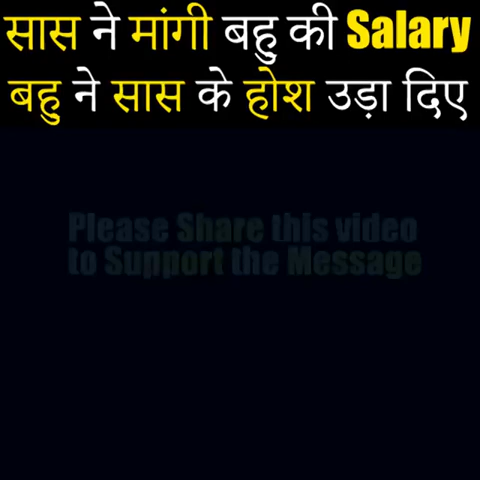 सास ने मांगी बहु की Salary
बहु ने सास के होश उड़ा दिए
Please Share this video
to Support the Message